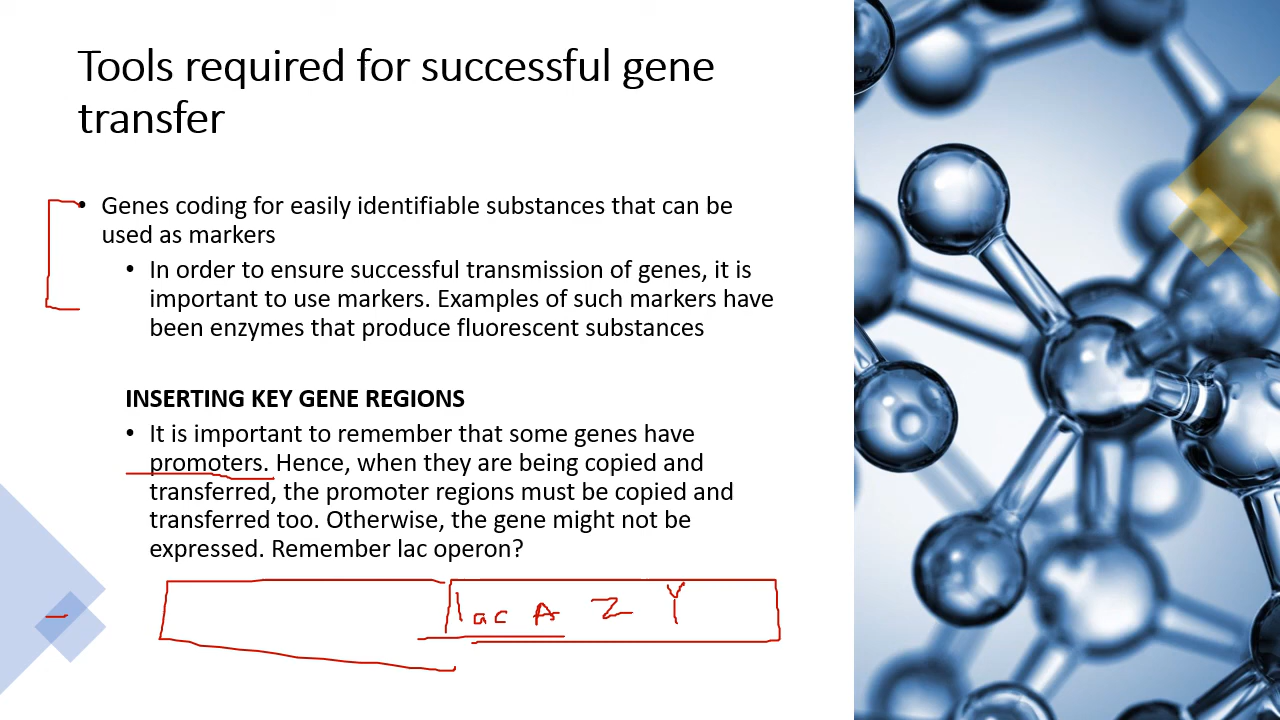 Tools required for successful gene
transfer
• Genes coding for easily identifiable substances that can be
used as markers
• In order to ensure successful transmission of genes, it is
important to use markers. Examples of such markers have
been enzymes that produce fluorescent substances
INSERTING KEY GENE REGIONS
• It is important to remember that some genes have
promoters. Hence, when they are being copied and
transferred, the promoter regions must be copied and
transferred too. Otherwise, the gene might not be
expressed. Remember lac operon?
lac A Z Y